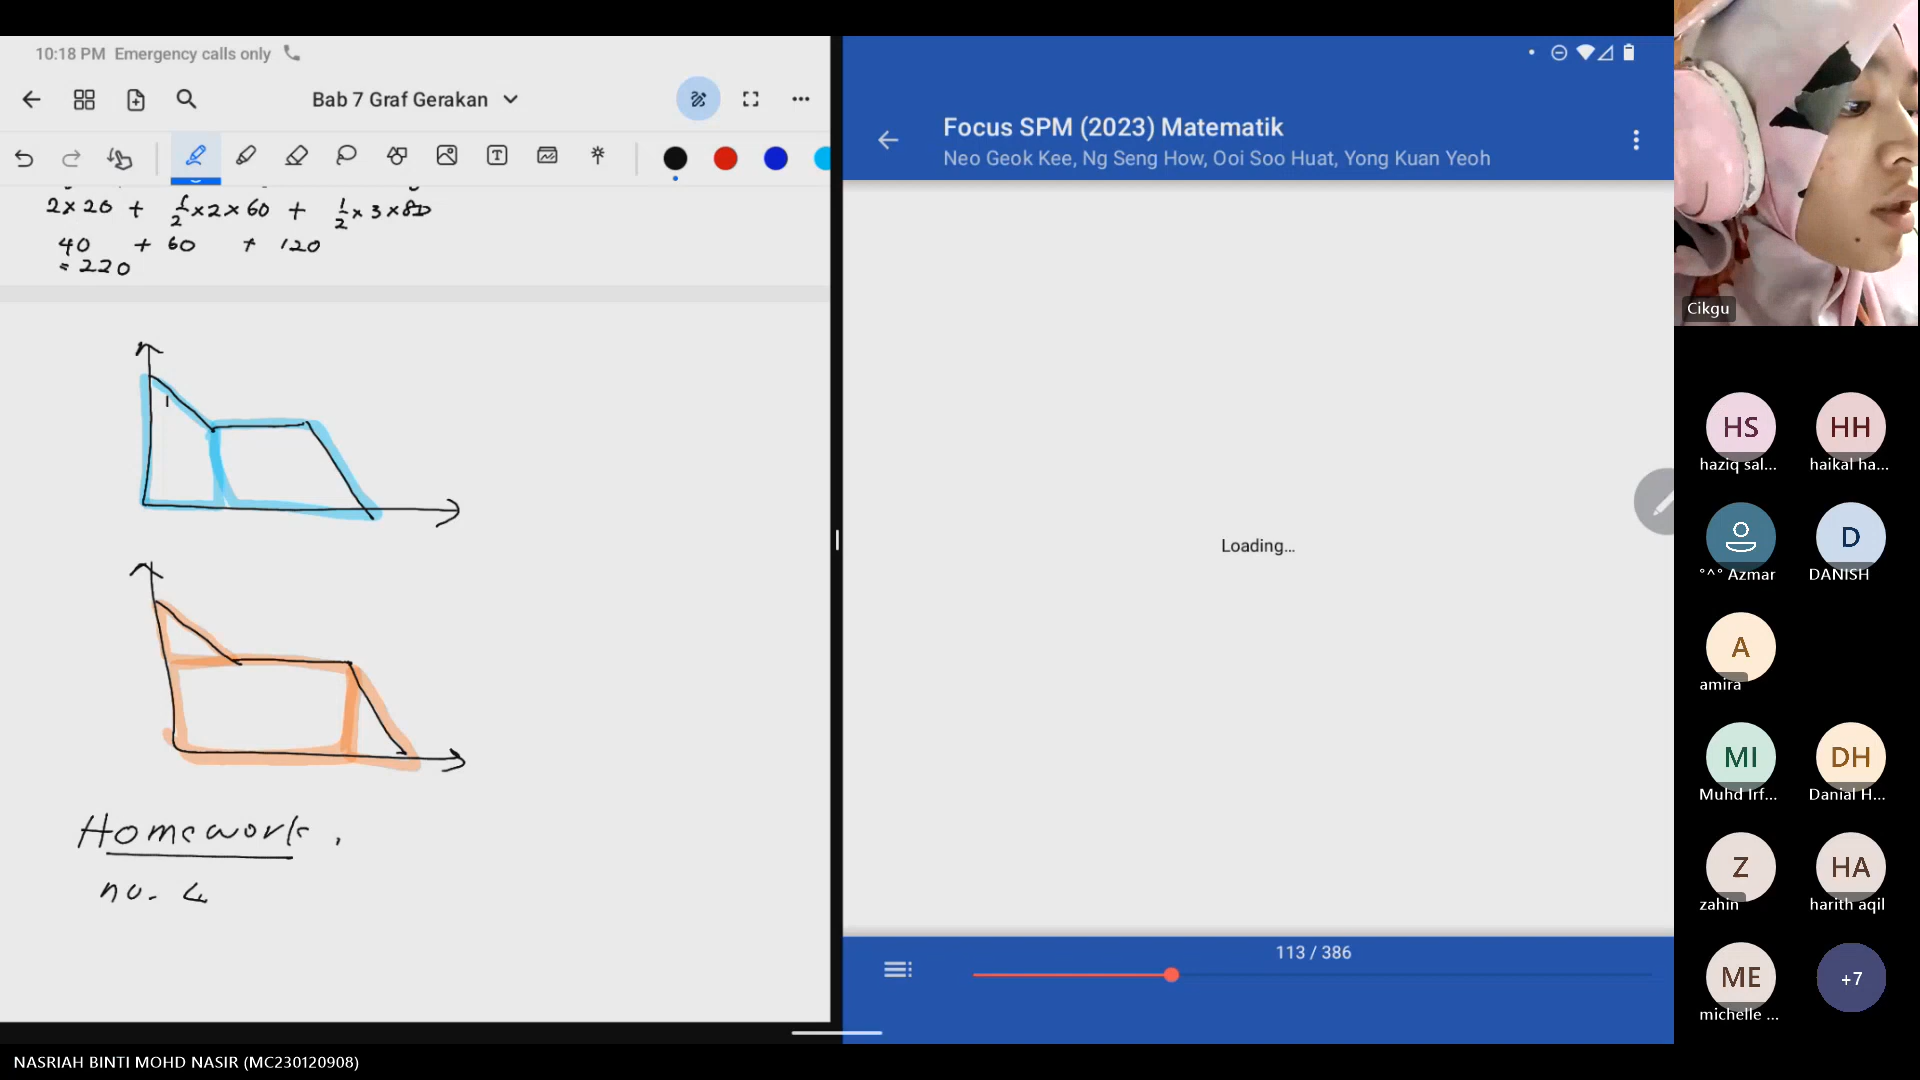 10:18 PM Emergency calls only
Bab 7 Graf Gerakan
2 × 20 + 1/2 × 2 × 60 + 1/2 × 3 × 80
40 + 60 + 120
= 220
Homework.
no. 4
Focus SPM (2023) Matematik
Neo Geok Kee, Ng Seng How, Ooi Soo Huat, Yong Kuan Yeoh
Loading...
113 / 386
Cikgu
HS
HH
haziq sal...
haikal ha...
D
°^° Azmar
DANISH
A
amira
MI
DH
Muhd Irf...
Danial H...
Z
HA
zahin
harith aqil
ME
+7
michelle ...
NASRIAH BINTI MOHD NASIR (MC230120908)